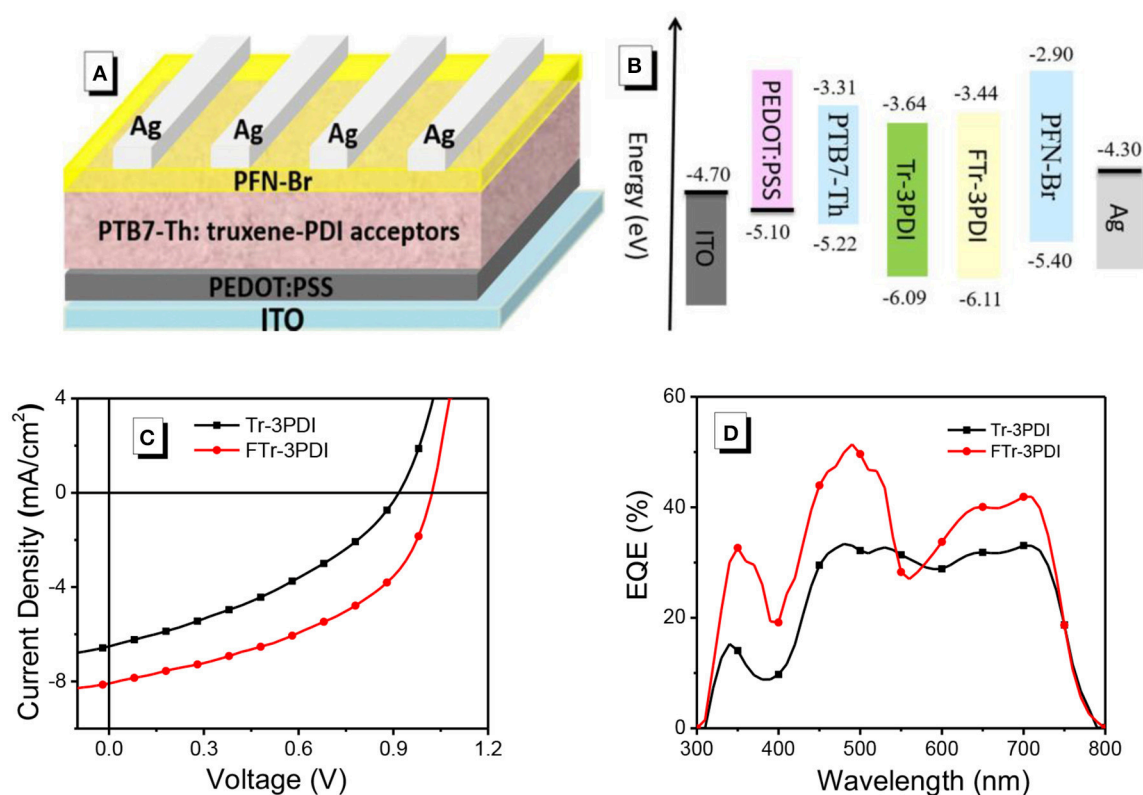 A
Ag Ag Ag Ag
PFN-Br
PTB7-Th: truxene-PDI acceptors
PEDOT:PSS
ITO
B
Energy (eV)
-4.70
ITO
PEDOT:PSS
-5.10
-3.31
PTB7-Th
-5.22
-3.64
Tr-3PDI
-6.09
-3.44
FTr-3PDI
-6.11
-2.90
PFN-Br
-5.40
-4.30
Ag
C
Tr-3PDI
FTr-3PDI
4
0
-4
-8
Current Density (mA/cm²)
0.0 0.3 0.6 0.9 1.2
Voltage (V)
D
Tr-3PDI
FTr-3PDI
60
40
20
0
EQE (%)
300 400 500 600 700 800
Wavelength (nm)